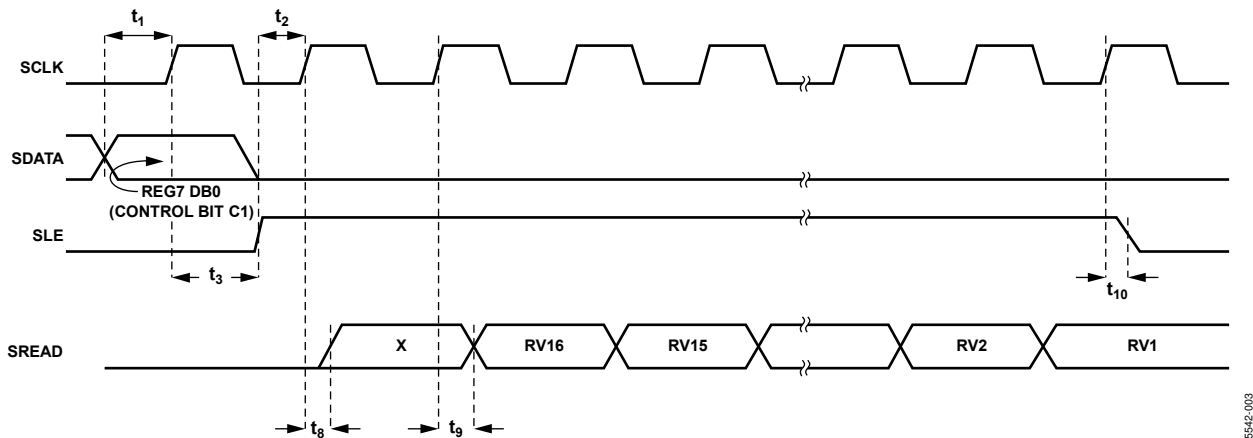 t1
t2
SCLK
SDATA
REG7 DB0
(CONTROL BIT C1)
SLE
t3
t10
SREAD
X
RV16
RV15
RV2
RV1
t8
t9
5542-003